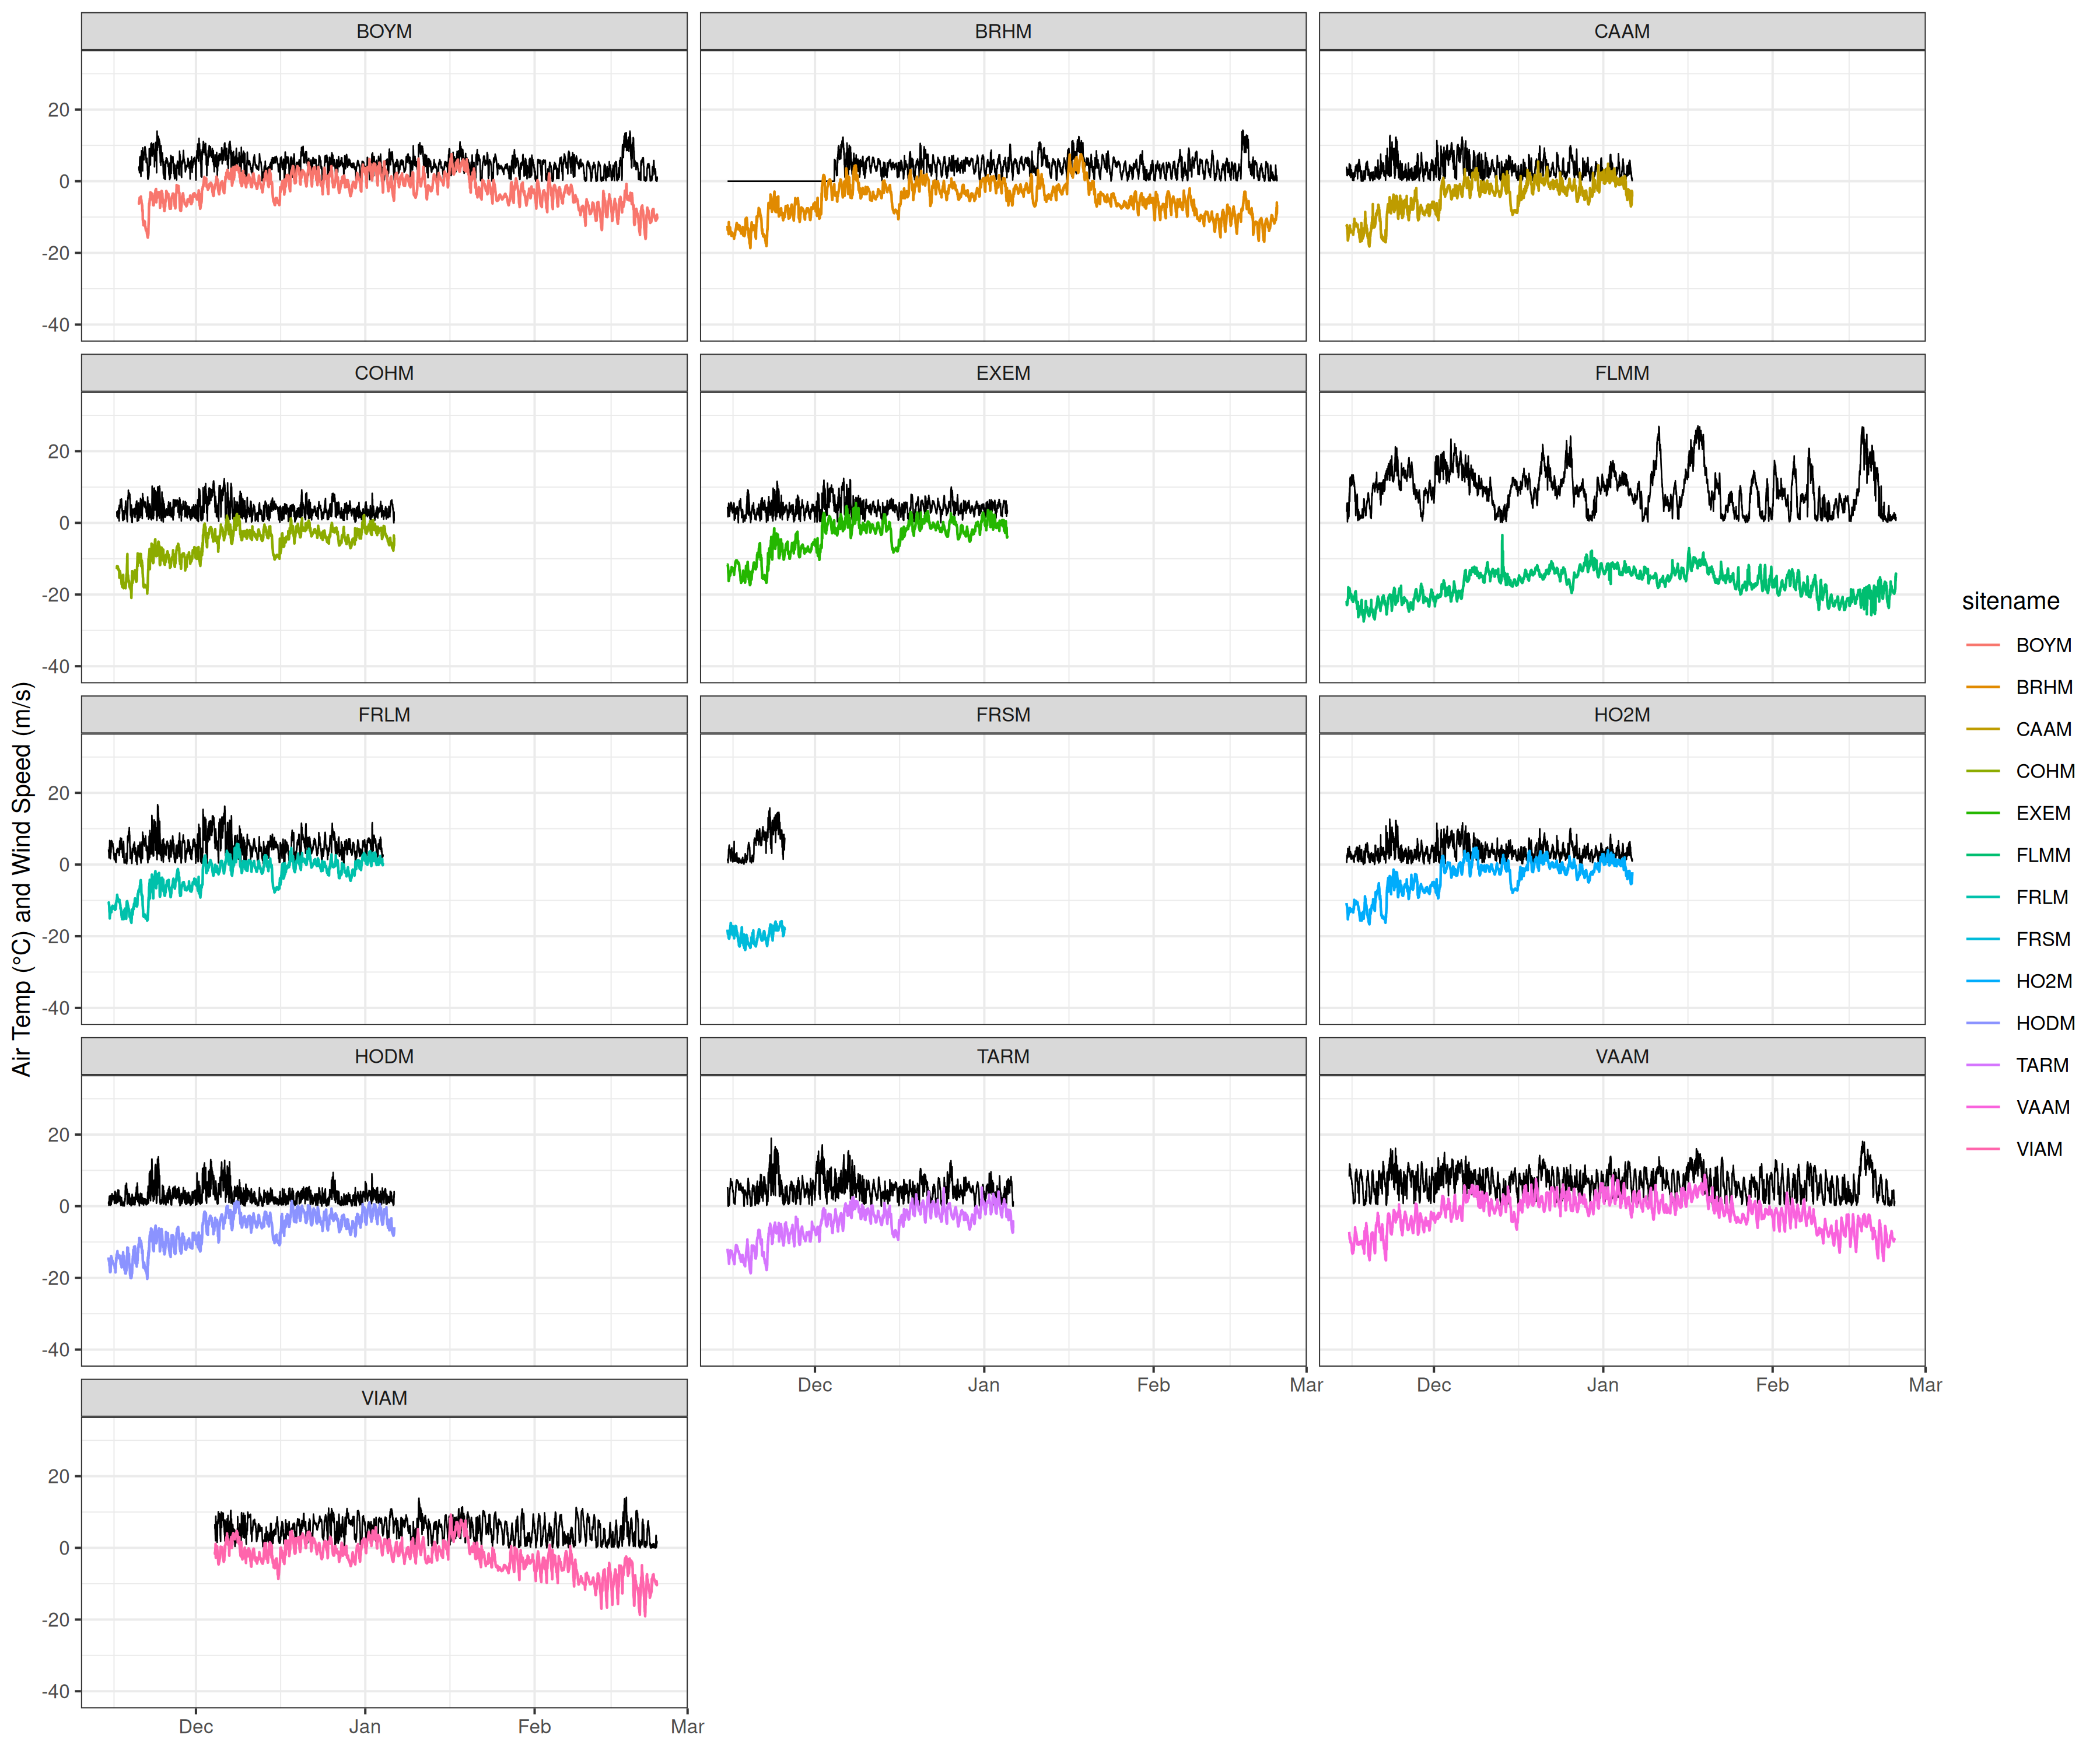 BOYM BRHM CAAM
20
0
-20
-40
COHM EXEM FLMM
20
0
-20
-40
FRLM FRSM HO2M
20
0
-20
-40
HODM TARM VAAM
20
0
-20
-40
Dec Jan Feb Mar Dec Jan Feb Mar
VIAM
20
0
-20
-40
Dec Jan Feb Mar
Air Temp (°C) and Wind Speed (m/s)
sitename
BOYM
BRHM
CAAM
COHM
EXEM
FLMM
FRLM
FRSM
HO2M
HODM
TARM
VAAM
VIAM